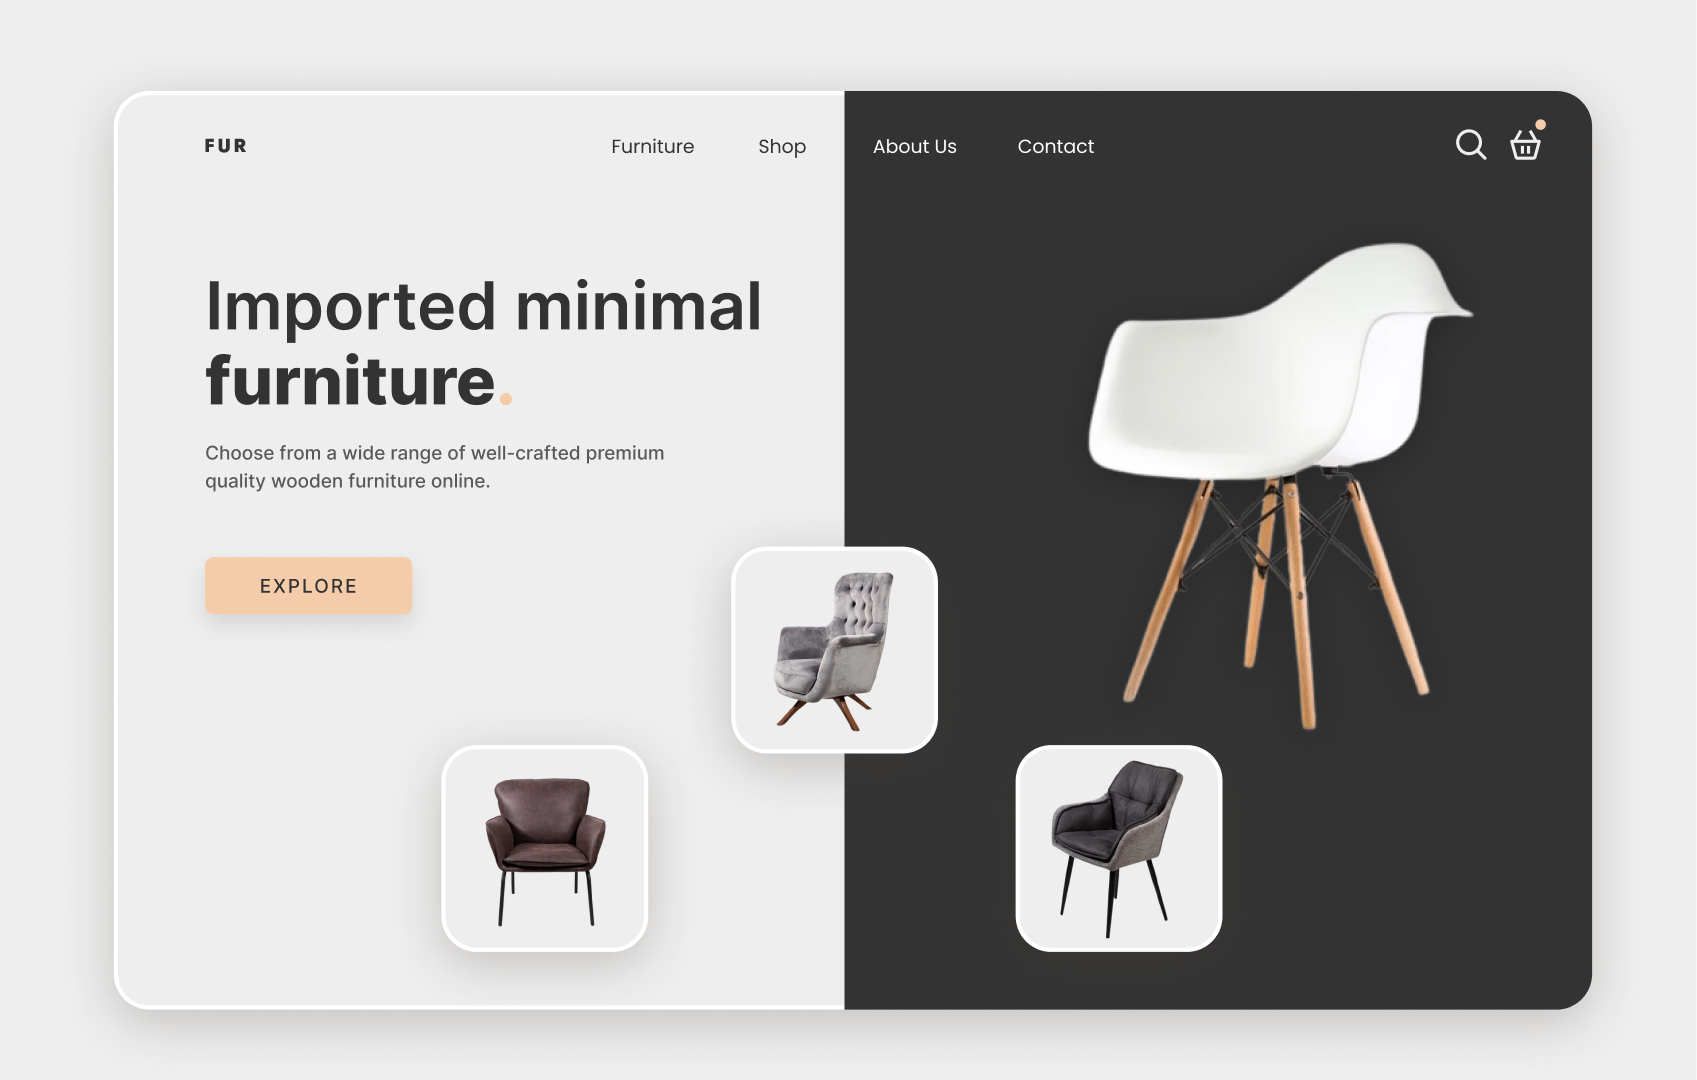 FUR
Furniture
Shop
About Us
Contact
Imported minimal
furniture.
Choose from a wide range of well-crafted premium
quality wooden furniture online.
EXPLORE